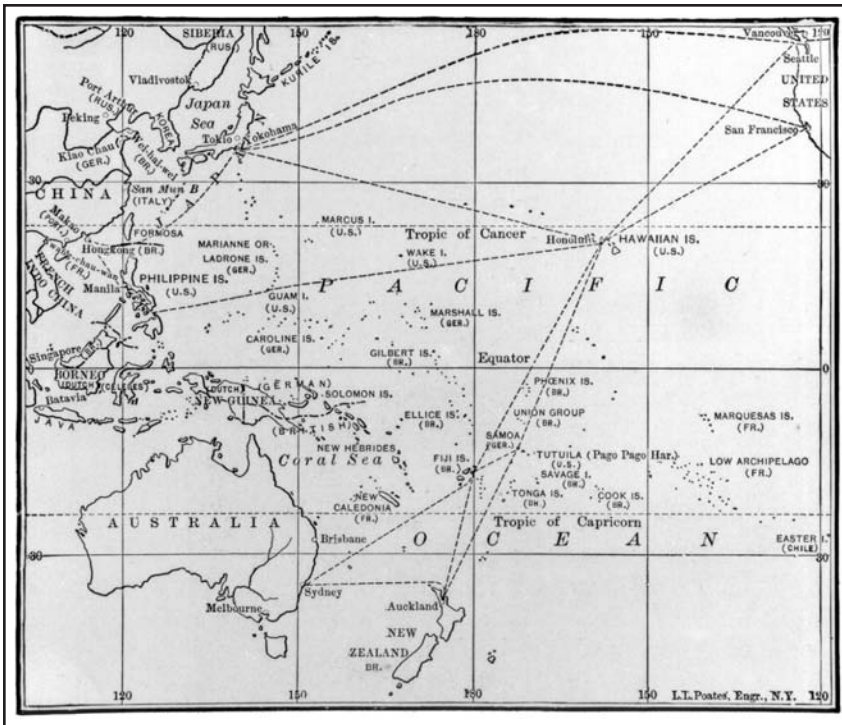 120
150
180
150
120
SIBERIA
(RUS.)
KURILE IS.
Vancouver
Seattle
UNITED
STATES
Vladivostok
Port Arthur
(RUS.)
Peking
Japan
Sea
KOREA
Tokio
Yokohama
San Francisco
Kiao Chau
(GER.)
Wei-hai-wei
(BR.)
JAPAN
30
30
CHINA
San Mun B
(ITALY)
Makao
(PORT.)
FORMOSA
MARCUS I.
(U.S.)
Tropic of Cancer
Honolulu
HAWAIIAN IS.
(U.S.)
Hongkong (BR.)
MARIANNE OR
LADRONE IS.
(GER.)
WAKE I.
(U.S.)
(FR.)
FRENCH
INDO CHINA
Manila
PHILIPPINE IS.
(U.S.)
GUAM I.
(U.S.)
PACIFIC
MARSHALL IS.
(GER.)
CAROLINE IS.
(GER.)
Singapore
(BR.)
GILBERT IS.
(BR.)
Equator
0
0
BORNEO
(DUTCH)
(CELEBES)
Batavia
JAVA
(DUTCH)
(GERMAN)
NEW GUINEA
(BRITISH)
SOLOMON IS.
PHŒNIX IS.
(BR.)
ELLICE IS.
(BR.)
UNION GROUP
(BR.)
MARQUESAS IS.
(FR.)
NEW HEBRIDES
Coral Sea
SAMOA
(GER.)
FIJI IS.
(BR.)
TUTUILA (Pago Pago Har.)
(U.S.)
SAVAGE I.
(BR.)
LOW ARCHIPELAGO
(FR.)
TONGA IS.
(BR.)
COOK IS.
(BR.)
NEW
CALEDONIA
(FR.)
AUSTRALIA
Tropic of Capricorn
Brisbane
OCEAN
EASTER I.
(CHILE)
30
30
Sydney
Melbourne
Auckland
NEW
ZEALAND
BR.
120
150
180
150
120
L.L. Poates, Engr., N.Y.